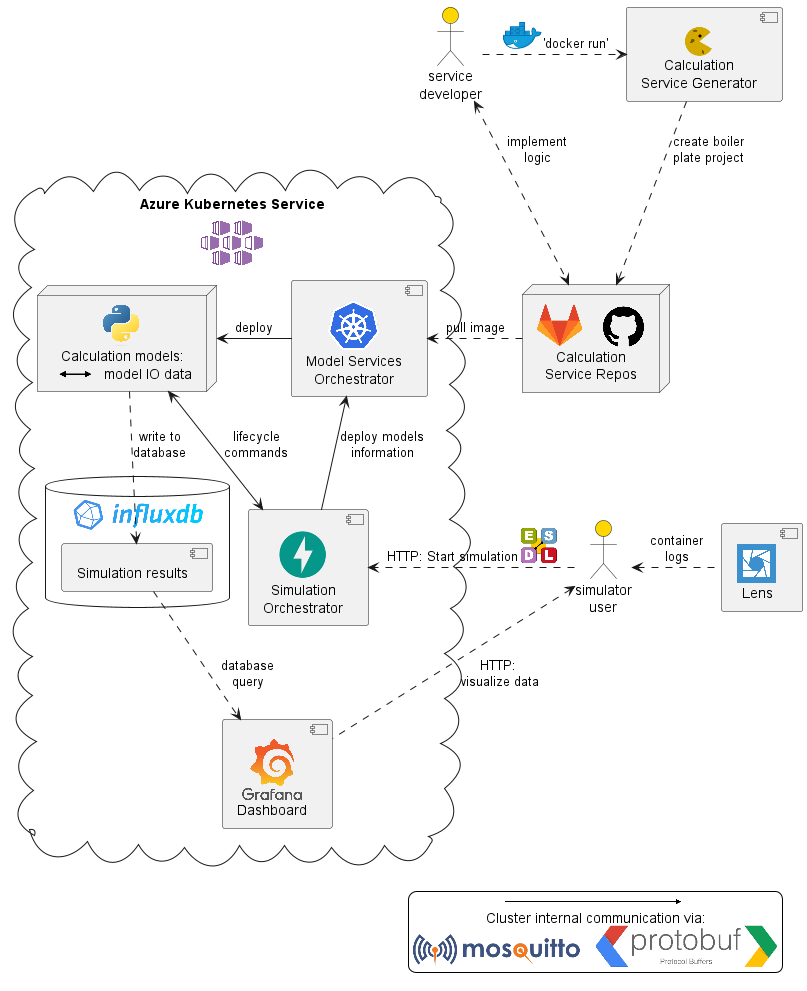 'docker run'
service
developer
Calculation
Service Generator
implement
logic
create boiler
plate project
Azure Kubernetes Service
Calculation models:
model IO data
deploy
Model Services
Orchestrator
pull image
Calculation
Service Repos
write to
database
lifecycle
commands
deploy models
information
influxdb
Simulation results
Simulation
Orchestrator
HTTP: Start simulation
E S
D L
simulator
user
container
logs
Lens
database
query
HTTP:
visualize data
Grafana
Dashboard
Cluster internal communication via:
mosquitto
protobuf
Protocol Buffers